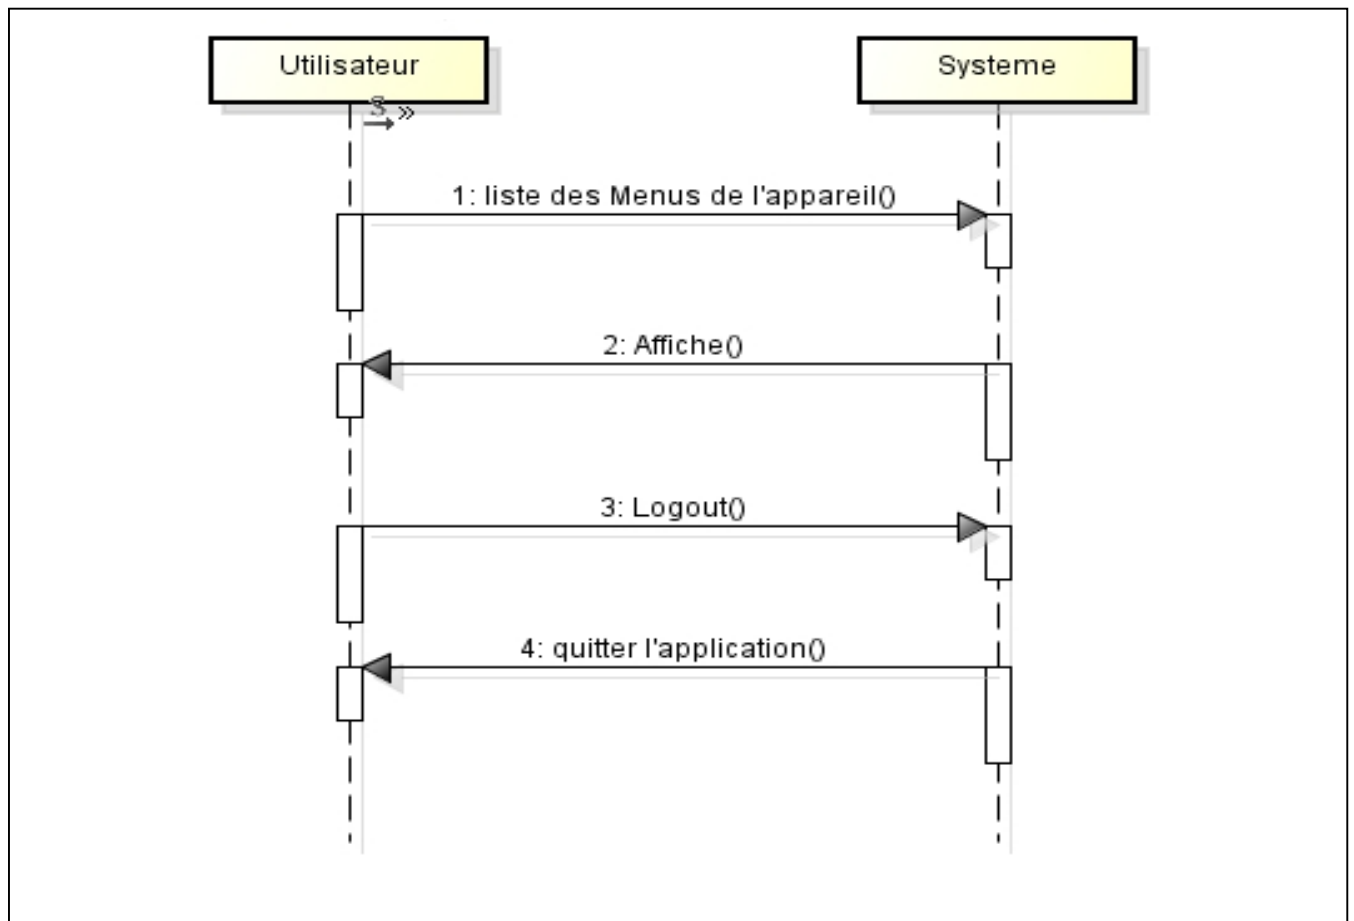 Utilisateur
Systeme
S »
1: liste des Menus de l'appareil()
2: Affiche()
3: Logout()
4: quitter l'application()